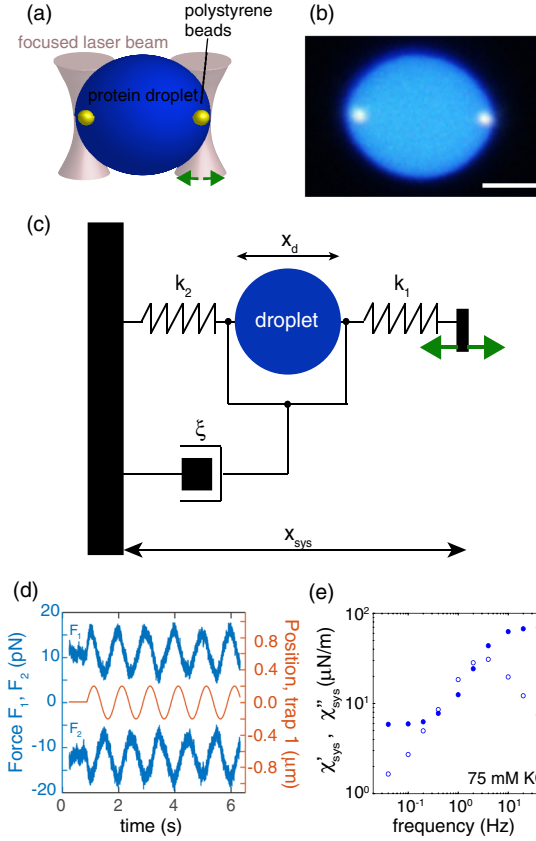 (a)
polystyrene
beads
focused laser beam
protein droplet
(b)
(c)
x_d
k_2
k_1
droplet
ξ
x_sys
(d)
Force F_1, F_2 (pN)
20
10
0
-10
-20
F_1
F_2
0.8
0.4
0.0
-0.4
-0.8
Position, trap 1 (μm)
0
2
4
6
time (s)
(e)
χ'_sys , χ''_sys (μN/m)
10^2
10^1
10^0
10^-1
10^0
10^1
75 mM KC
frequency (Hz)